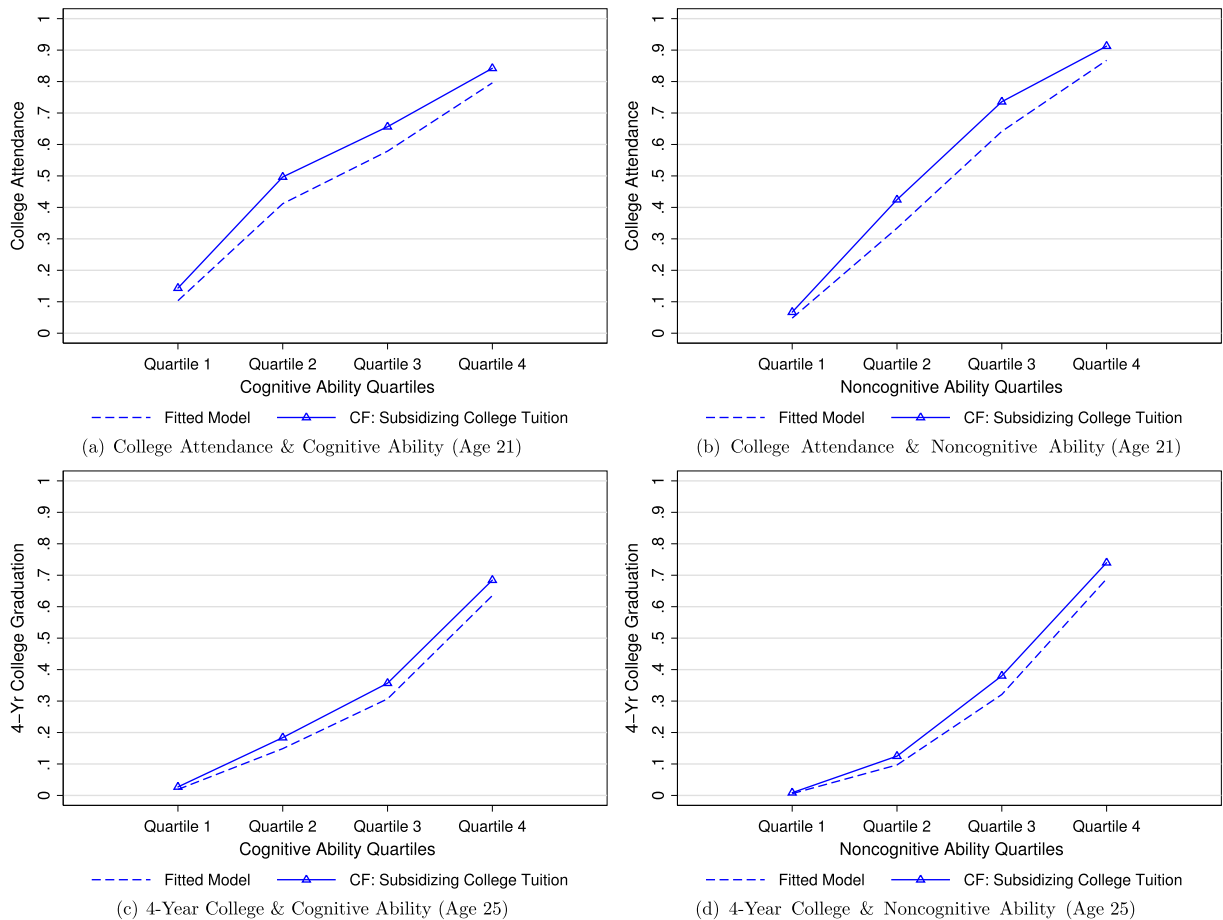 College Attendance
1
.9
.8
.7
.6
.5
.4
.3
.2
.1
0
Quartile 1 Quartile 2 Quartile 3 Quartile 4
Cognitive Ability Quartiles
Fitted Model CF: Subsidizing College Tuition
(a) College Attendance & Cognitive Ability (Age 21)
College Attendance
1
.9
.8
.7
.6
.5
.4
.3
.2
.1
0
Quartile 1 Quartile 2 Quartile 3 Quartile 4
Noncognitive Ability Quartiles
Fitted Model CF: Subsidizing College Tuition
(b) College Attendance & Noncognitive Ability (Age 21)
4−Yr College Graduation
1
.9
.8
.7
.6
.5
.4
.3
.2
.1
0
Quartile 1 Quartile 2 Quartile 3 Quartile 4
Cognitive Ability Quartiles
Fitted Model CF: Subsidizing College Tuition
(c) 4-Year College & Cognitive Ability (Age 25)
4−Yr College Graduation
1
.9
.8
.7
.6
.5
.4
.3
.2
.1
0
Quartile 1 Quartile 2 Quartile 3 Quartile 4
Noncognitive Ability Quartiles
Fitted Model CF: Subsidizing College Tuition
(d) 4-Year College & Noncognitive Ability (Age 25)